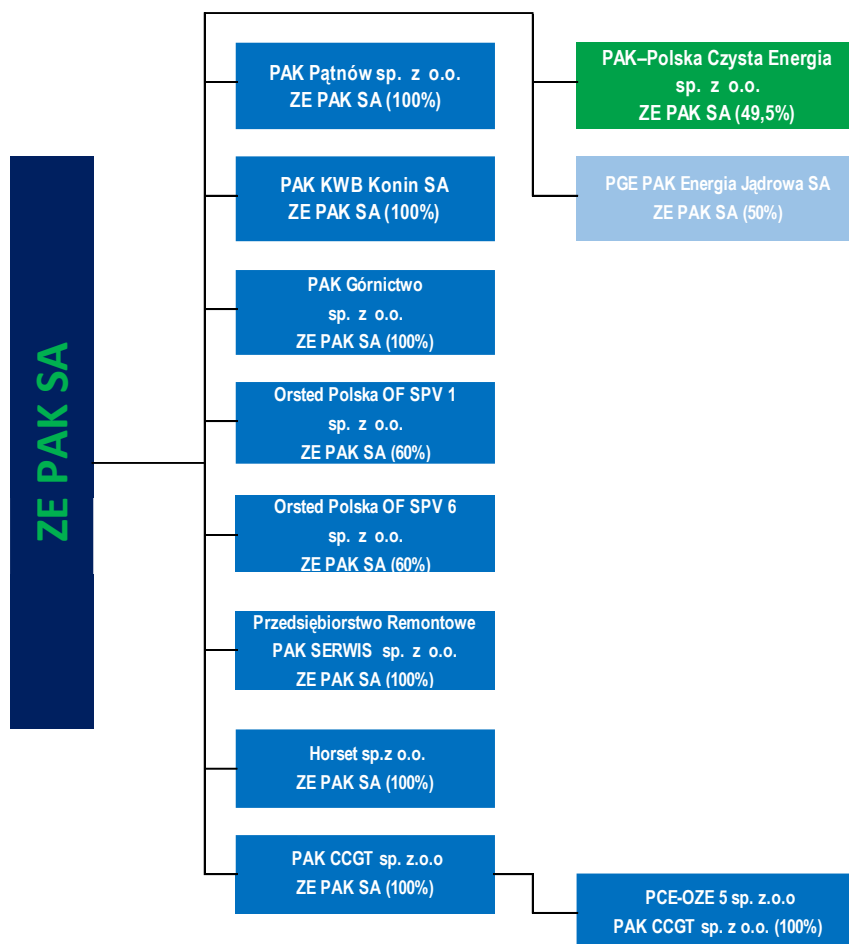 ZE PAK SA
PAK Pątnów sp. z o.o.
ZE PAK SA (100%)
PAK KWB Konin SA
ZE PAK SA (100%)
PAK Górnictwo
sp. z o.o.
ZE PAK SA (100%)
Orsted Polska OF SPV 1
sp. z o.o.
ZE PAK SA (60%)
Orsted Polska OF SPV 6
sp. z o.o.
ZE PAK SA (60%)
Przedsiębiorstwo Remontowe
PAK SERWIS sp. z o.o.
ZE PAK SA (100%)
Horset sp.z o.o.
ZE PAK SA (100%)
PAK CCGT sp. z.o.o
ZE PAK SA (100%)
PAK–Polska Czysta Energia
sp. z o.o.
ZE PAK SA (49,5%)
PGE PAK Energia Jądrowa SA
ZE PAK SA (50%)
PCE-OZE 5 sp. z.o.o
PAK CCGT sp. z o.o. (100%)